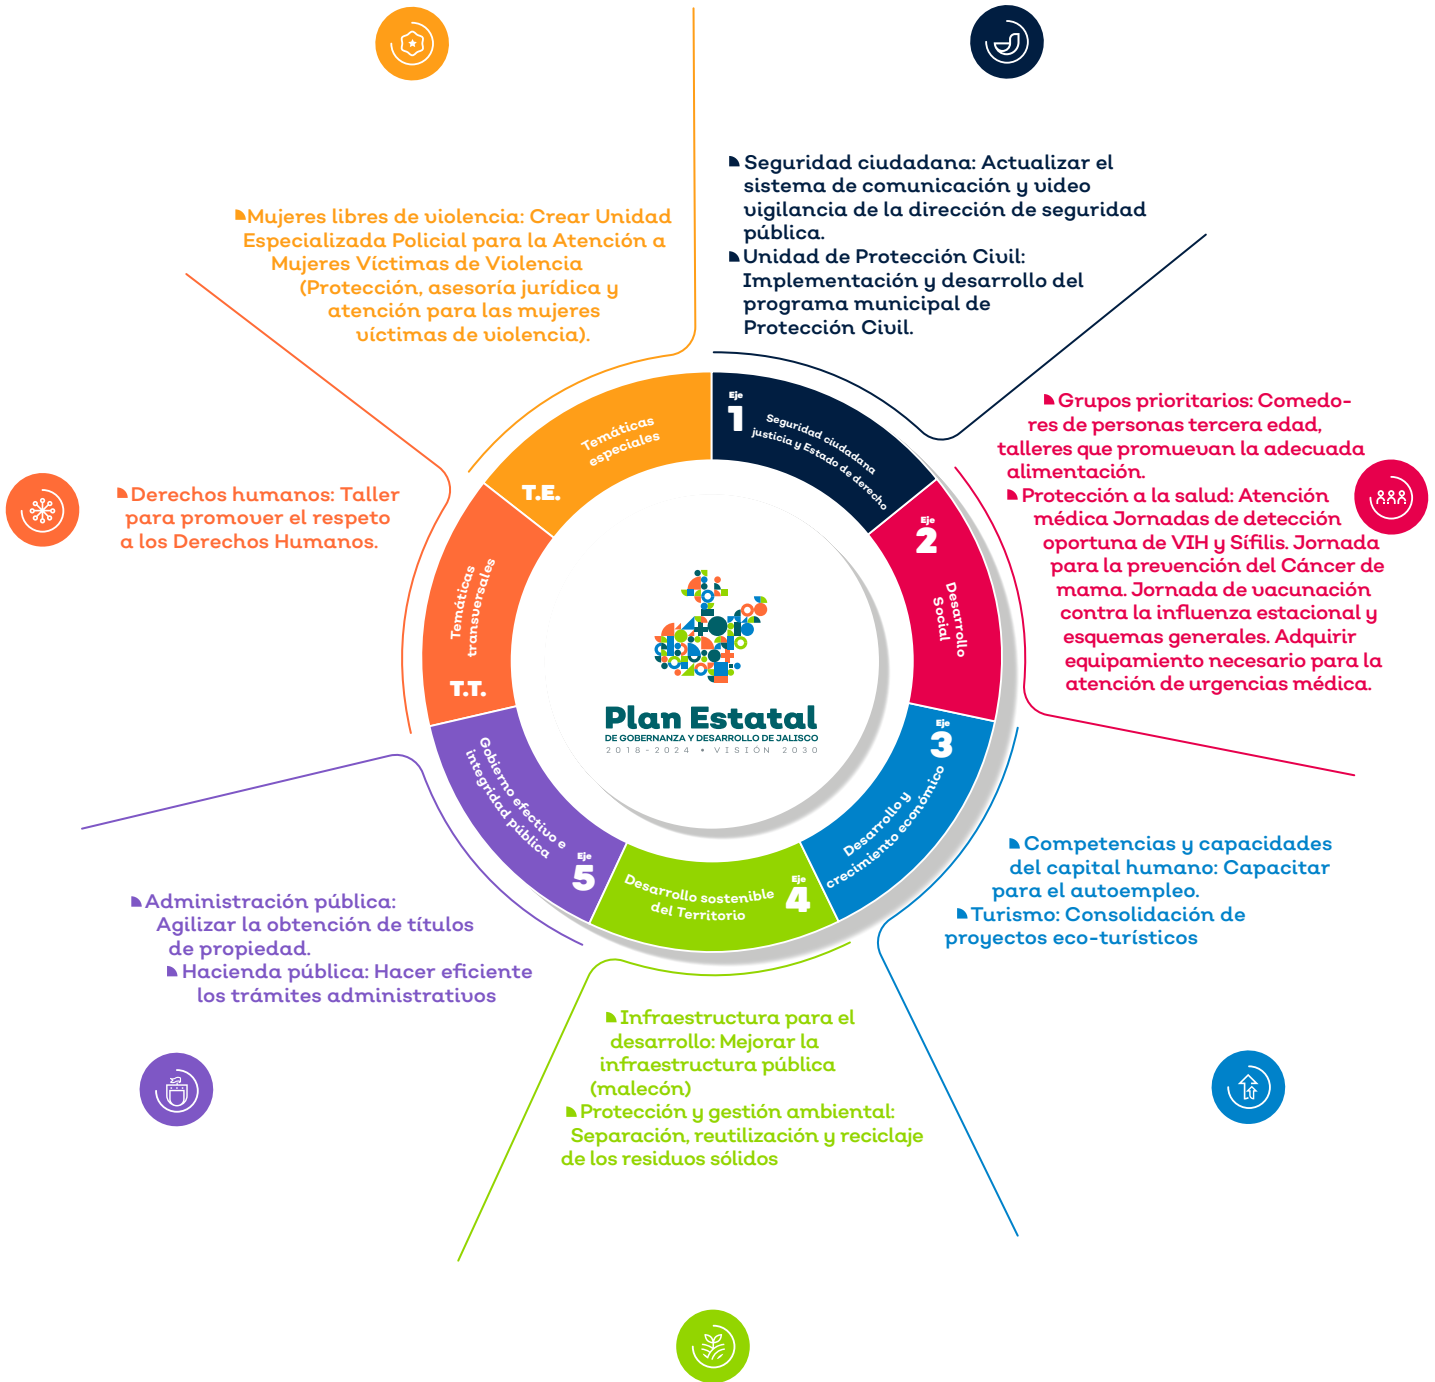 Seguridad ciudadana: Actualizar el
sistema de comunicación y video
vigilancia de la dirección de seguridad
pública.
Unidad de Protección Civil:
Implementación y desarrollo del
programa municipal de
Protección Civil.
Mujeres libres de violencia: Crear Unidad
Especializada Policial para la Atención a
Mujeres Víctimas de Violencia
(Protección, asesoría jurídica y
atención para las mujeres
víctimas de violencia).
Grupos prioritarios: Comedo-
res de personas tercera edad,
talleres que promuevan la adecuada
alimentación.
Protección a la salud: Atención
médica Jornadas de detección
oportuna de VIH y Sífilis. Jornada
para la prevención del Cáncer de
mama. Jornada de vacunación
contra la influenza estacional y
esquemas generales. Adquirir
equipamiento necesario para la
atención de urgencias médica.
Derechos humanos: Taller
para promover el respeto
a los Derechos Humanos.
Eje
1
Seguridad ciudadana
justicia y Estado de derecho
Eje
2
Desarrollo
Social
Eje
3
Desarrollo y
crecimiento económico
Eje
4
Desarrollo sostenible
del Territorio
Eje
5
Gobierno efectivo e
integridad pública
T.T.
Temáticas
transversales
T.E.
Temáticas
especiales
Plan Estatal
DE GOBERNANZA Y DESARROLLO DE JALISCO
2018-2024 • VISIÓN 2030
Competencias y capacidades
del capital humano: Capacitar
para el autoempleo.
Turismo: Consolidación de
proyectos eco-turísticos
Administración pública:
Agilizar la obtención de títulos
de propiedad.
Hacienda pública: Hacer eficiente
los trámites administrativos
Infraestructura para el
desarrollo: Mejorar la
infraestructura pública
(malecón)
Protección y gestión ambiental:
Separación, reutilización y reciclaje
de los residuos sólidos